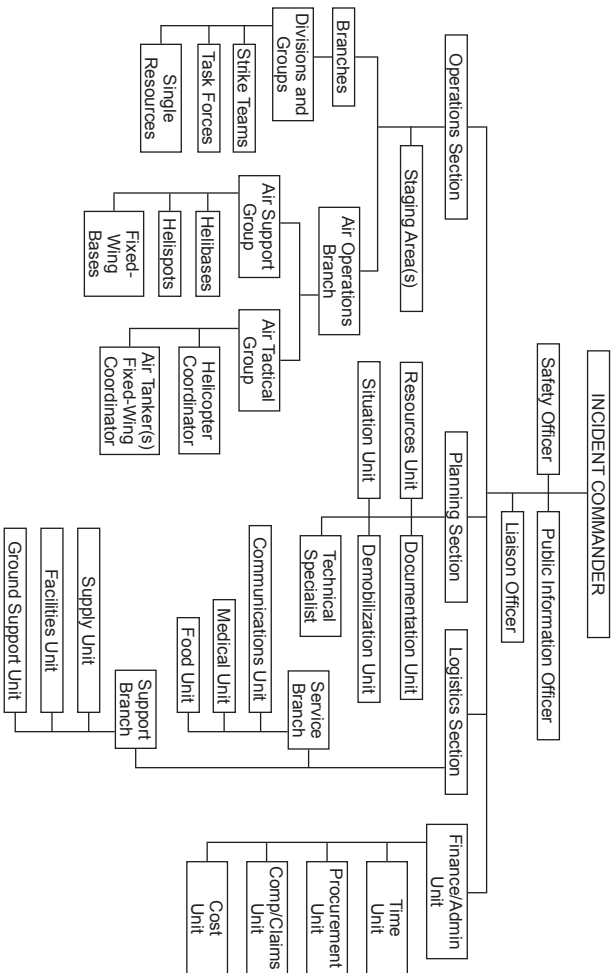 INCIDENT COMMANDER
Safety Officer
Public Information Officer
Liaison Officer
Operations Section
Staging Area(s)
Branches
Divisions and
Groups
Strike Teams
Task Forces
Single
Resources
Air Operations
Branch
Air Support
Group
Helibases
Helispots
Fixed-
Wing
Bases
Air Tactical
Group
Helicopter
Coordinator
Air Tanker(s)
Fixed-Wing
Coordinator
Planning Section
Resources Unit
Documentation Unit
Situation Unit
Demobilization Unit
Technical
Specialist
Logistics Section
Service
Branch
Communications Unit
Medical Unit
Food Unit
Support
Branch
Supply Unit
Facilities Unit
Ground Support Unit
Finance/Admin
Unit
Time
Unit
Procurement
Unit
Comp/Claims
Unit
Cost
Unit